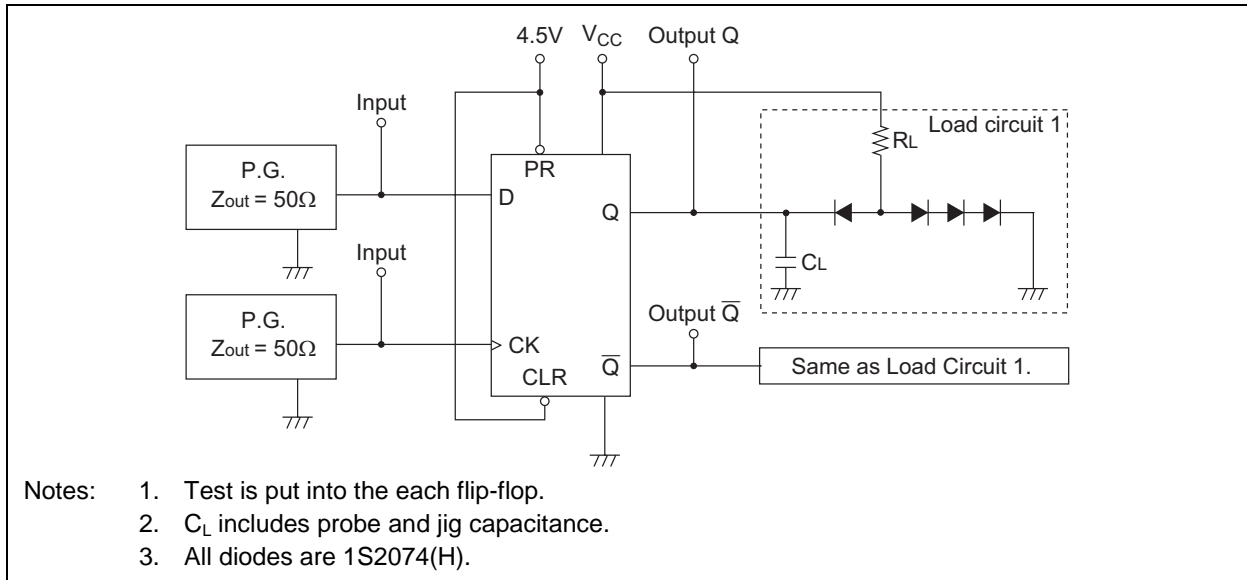 4.5V
VCC
Output Q
Input
Load circuit 1
RL
P.G.
Zout = 50Ω
PR
D
Q
Input
CL
P.G.
Zout = 50Ω
Output Q̅
CK
Q̅
CLR
Same as Load Circuit 1.
Notes: 1. Test is put into the each flip-flop.
2. CL includes probe and jig capacitance.
3. All diodes are 1S2074(H).